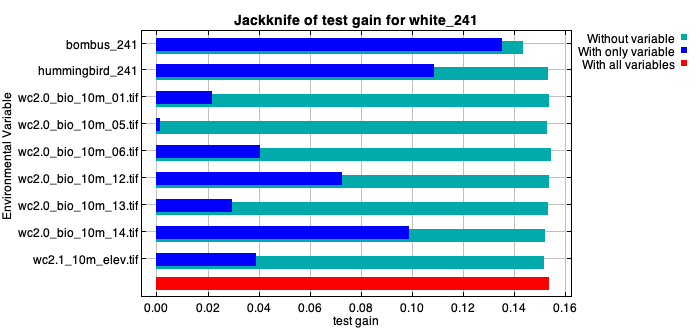 Jackknife of test gain for white_241
Without variable
With only variable
With all variables
Environmental Variable
bombus_241
hummingbird_241
wc2.0_bio_10m_01.tif
wc2.0_bio_10m_05.tif
wc2.0_bio_10m_06.tif
wc2.0_bio_10m_12.tif
wc2.0_bio_10m_13.tif
wc2.0_bio_10m_14.tif
wc2.1_10m_elev.tif
0.00 0.02 0.04 0.06 0.08 0.10 0.12 0.14 0.16
test gain